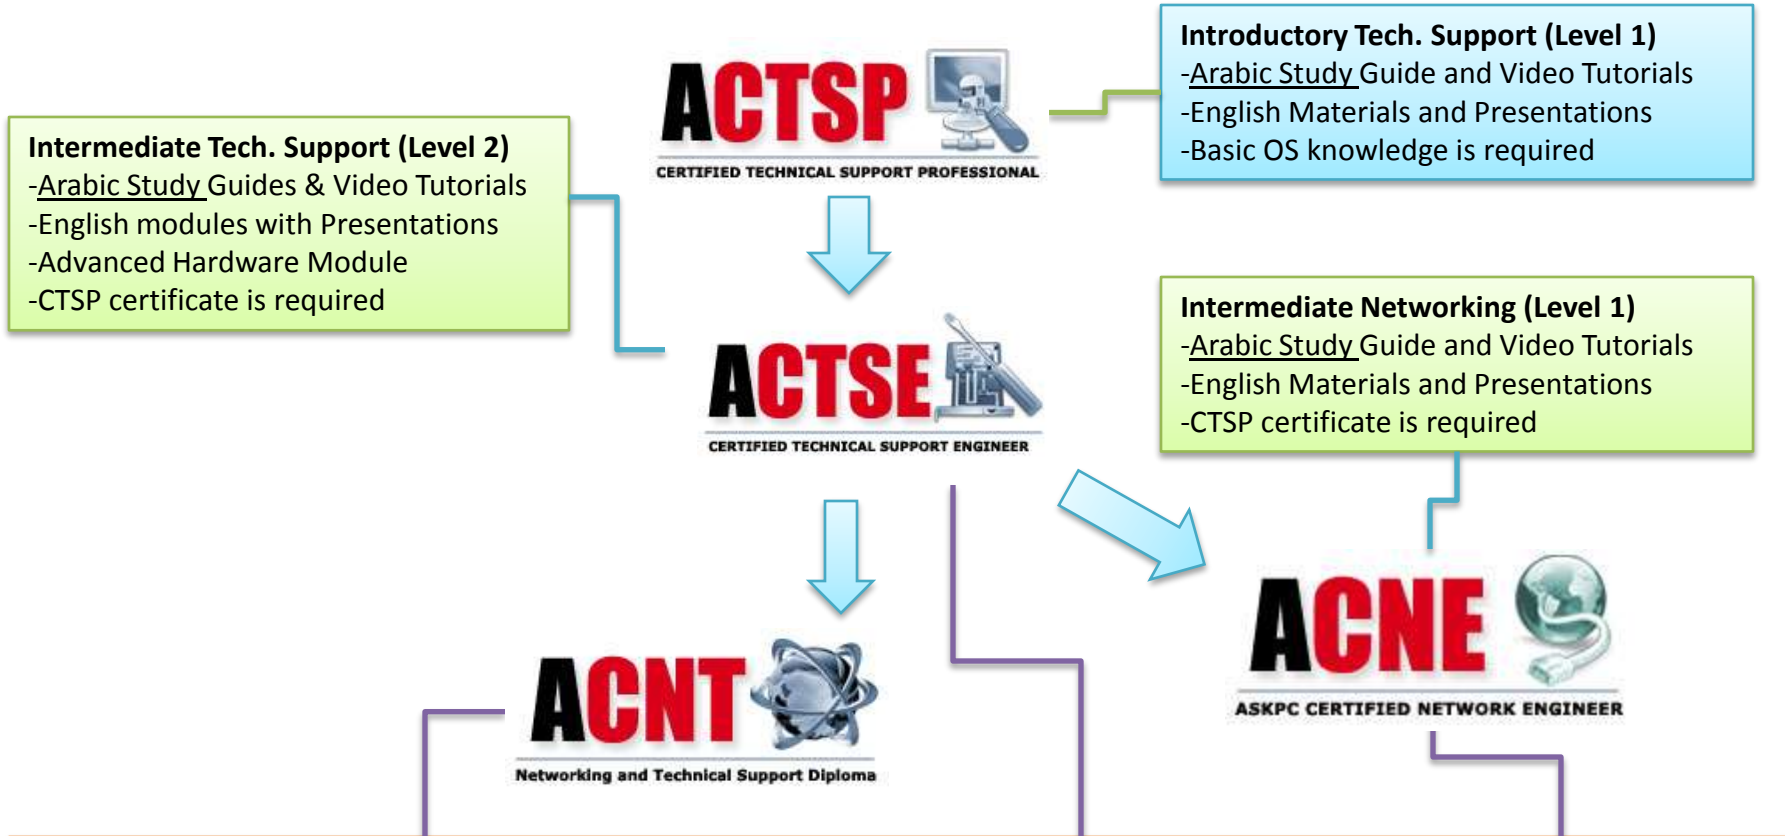 ACTSP
CERTIFIED TECHNICAL SUPPORT PROFESSIONAL
Introductory Tech. Support (Level 1)
-Arabic Study Guide and Video Tutorials
-English Materials and Presentations
-Basic OS knowledge is required
Intermediate Tech. Support (Level 2)
-Arabic Study Guides & Video Tutorials
-English modules with Presentations
-Advanced Hardware Module
-CTSP certificate is required
ACTSE
CERTIFIED TECHNICAL SUPPORT ENGINEER
Intermediate Networking (Level 1)
-Arabic Study Guide and Video Tutorials
-English Materials and Presentations
-CTSP certificate is required
ACNT
Networking and Technical Support Diploma
ACNE
ASKPC CERTIFIED NETWORK ENGINEER